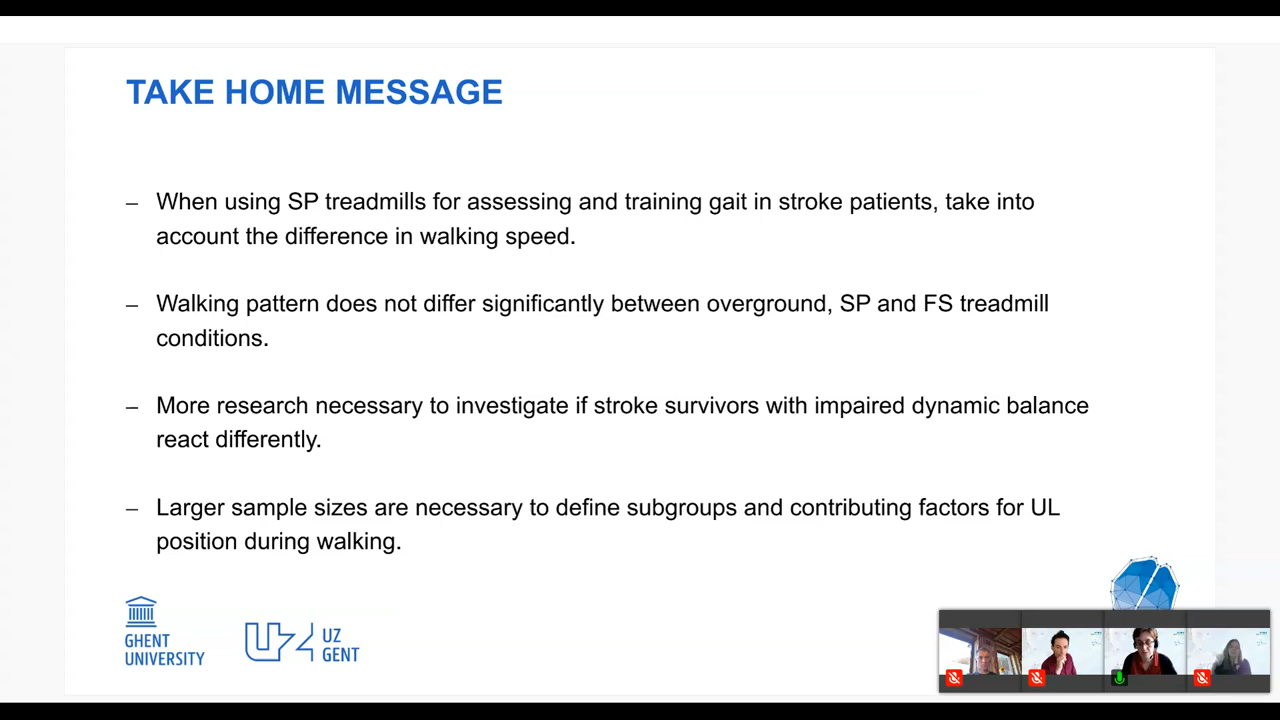 TAKE HOME MESSAGE
– When using SP treadmills for assessing and training gait in stroke patients, take into
account the difference in walking speed.
– Walking pattern does not differ significantly between overground, SP and FS treadmill
conditions.
– More research necessary to investigate if stroke survivors with impaired dynamic balance
react differently.
– Larger sample sizes are necessary to define subgroups and contributing factors for UL
position during walking.
GHENT
UNIVERSITY
UZ
GENT